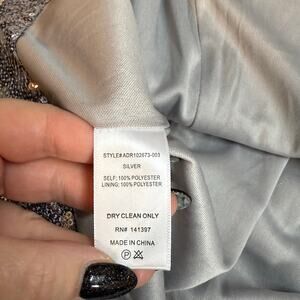 STYLE#ADR102673-003
SILVER
SELF: 100% POLYESTER
LINING: 100% POLYESTER
DRY CLEAN ONLY
RN# 141397
MADE IN CHINA
P